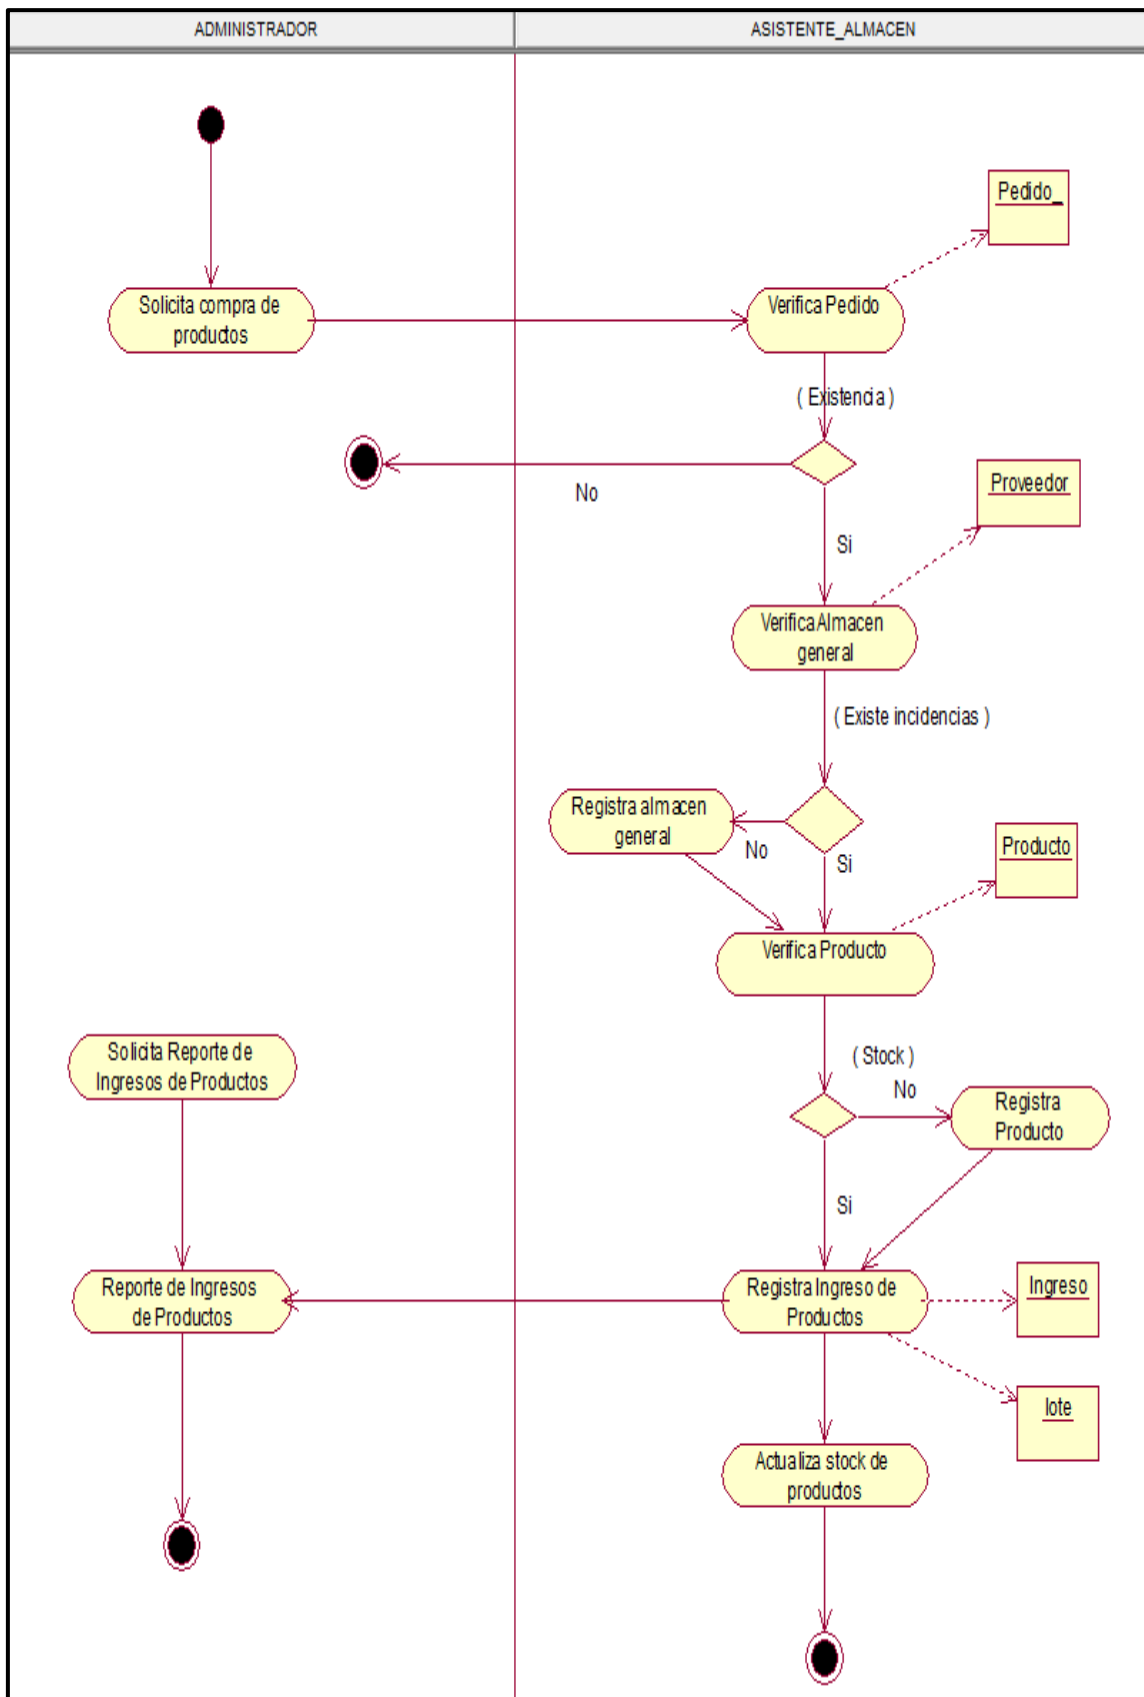 ADMINISTRADOR
ASISTENTE_ALMACEN
Pedido_
Solicita compra de
productos
Verifica Pedido
( Existencia )
No
Proveedor
Si
Verifica Almacen
general
( Existe incidencias )
Registra almacen
general
No
Si
Producto
Verifica Producto
Solicita Reporte de
Ingresos de Productos
( Stock )
No
Registra
Producto
Si
Reporte de Ingresos
de Productos
Registra Ingreso de
Productos
Ingreso
lote
Actualiza stock de
productos